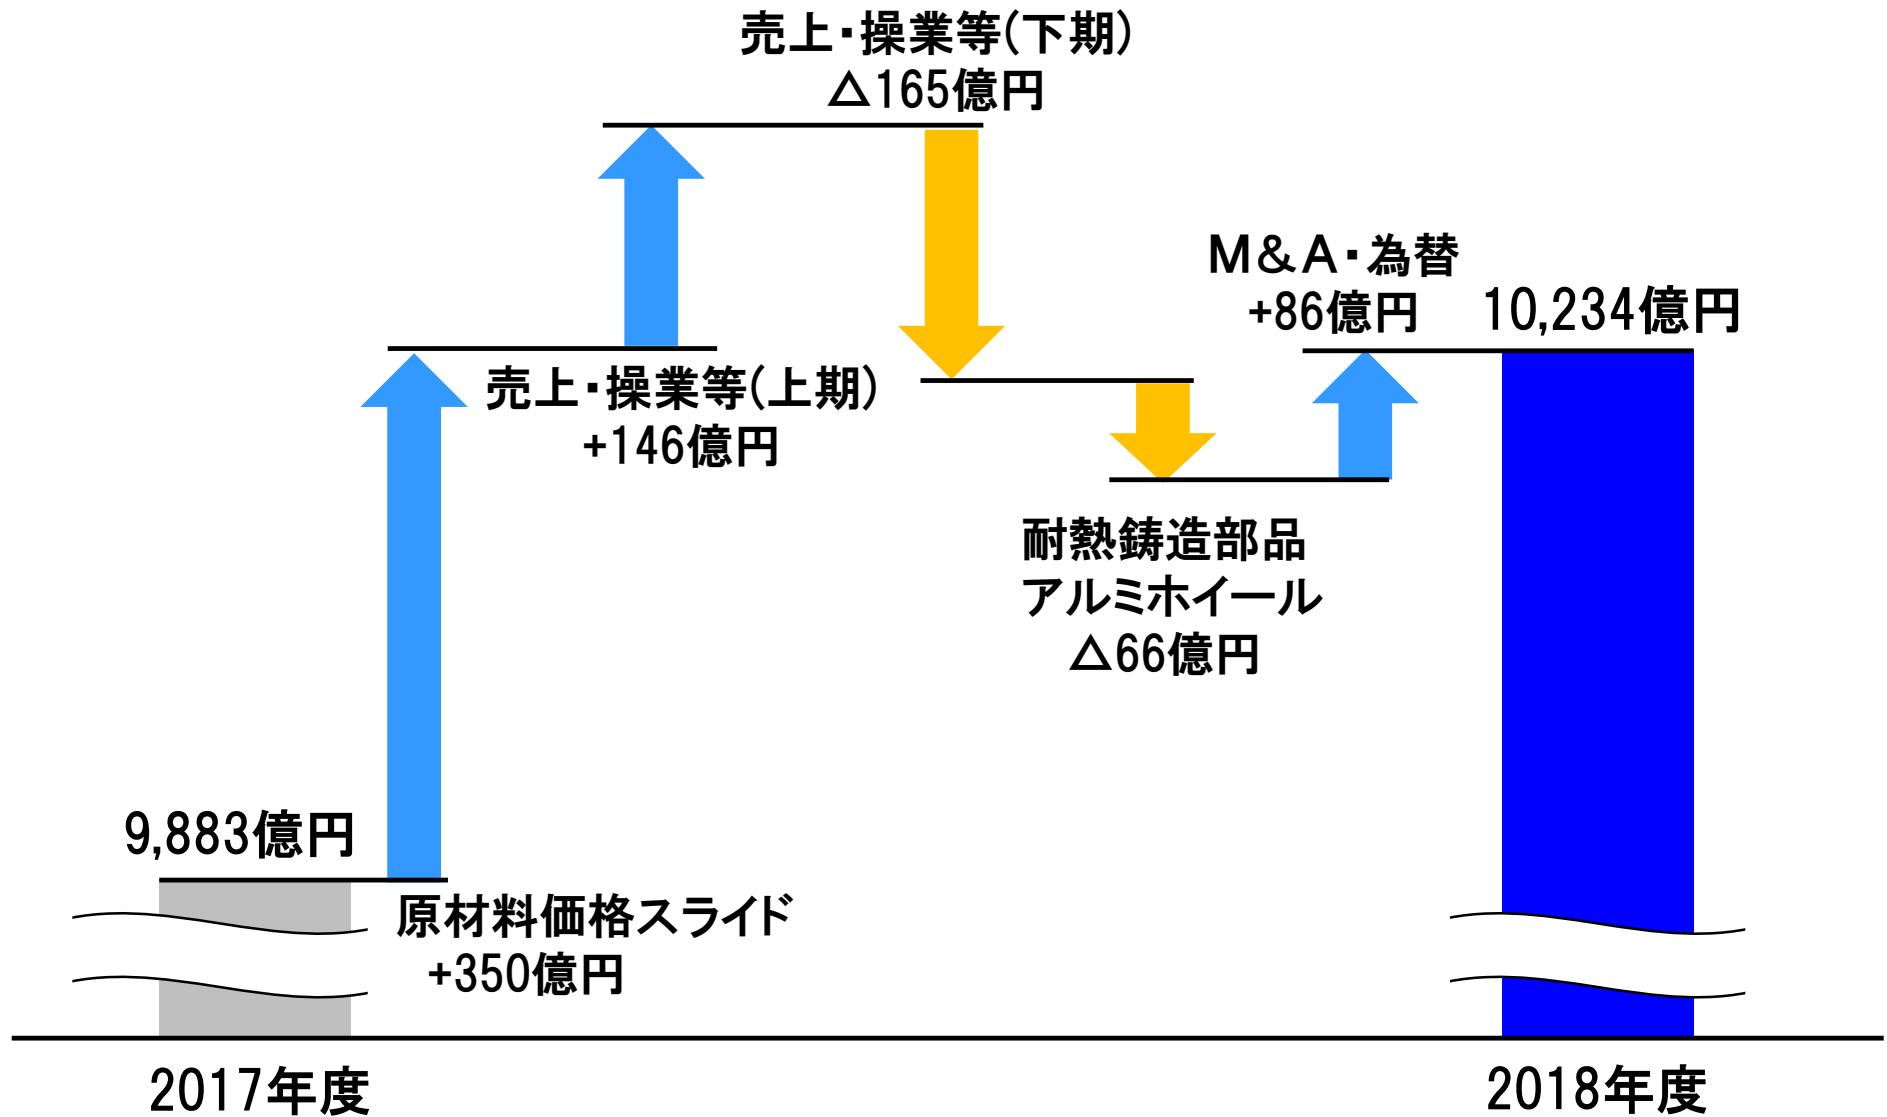 売上・操業等(下期)
△165億円
M&A・為替
+86億円
10,234億円
売上・操業等(上期)
+146億円
耐熱鋳造部品
アルミホイール
△66億円
9,883億円
原材料価格スライド
+350億円
2017年度
2018年度